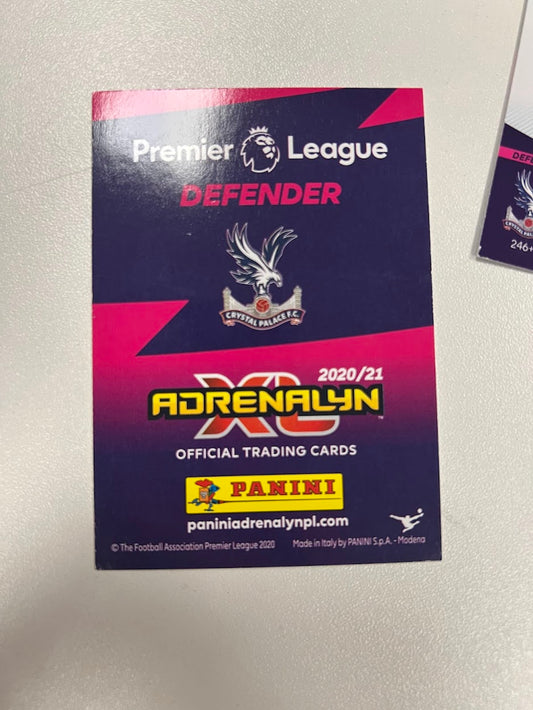 Premier League
DEFENDER
CRYSTAL PALACE F.C.
2020/21
ADRENALYN XL™
OFFICIAL TRADING CARDS
PANINI
paniniadrenalynpl.com
© The Football Association Premier League 2020
Made in Italy by PANINI S.p.A. - Modena
246+